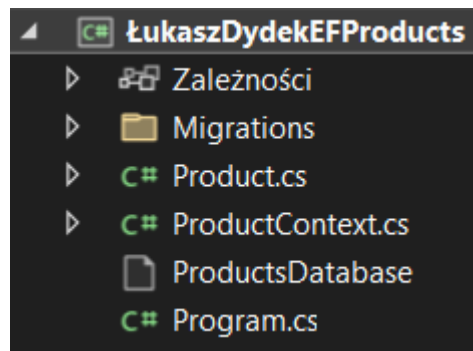 C# ŁukaszDydekEFProducts
Zależności
Migrations
C# Product.cs
C# ProductContext.cs
ProductsDatabase
C# Program.cs